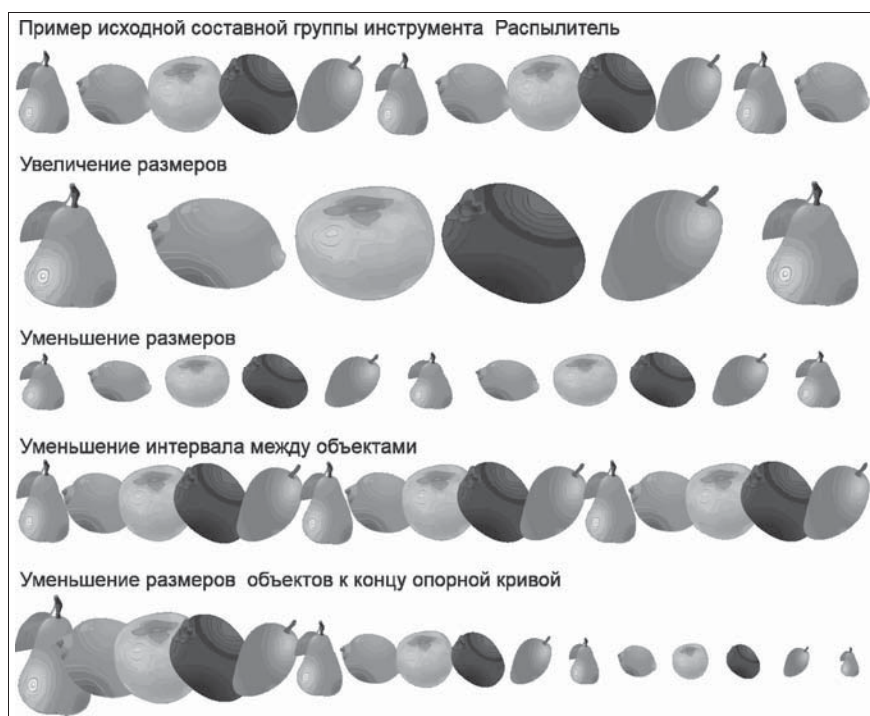 Пример исходной составной группы инструмента Распылитель
Увеличение размеров
Уменьшение размеров
Уменьшение интервала между объектами
Уменьшение размеров объектов к концу опорной кривой